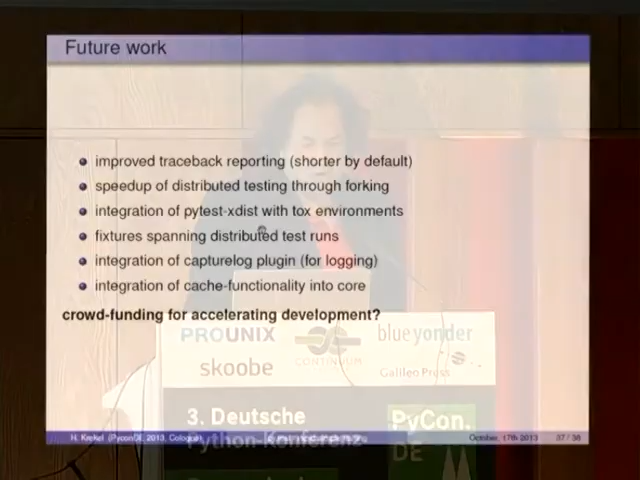 Future work
improved traceback reporting (shorter by default)
speedup of distributed testing through forking
integration of pytest-xdist with tox environments
fixtures spanning distributed test runs
integration of capturelog plugin (for logging)
integration of cache-functionality into core
crowd-funding for accelerating development?
PROUNIX
CONTINUUM
blueyonder
skoobe
Galileo Press
3. Deutsche
Python-Konferenz
PyCon.
DE
H. Krekel (PyconDE, 2013, Cologne)
October, 17th 2013
37 / 38